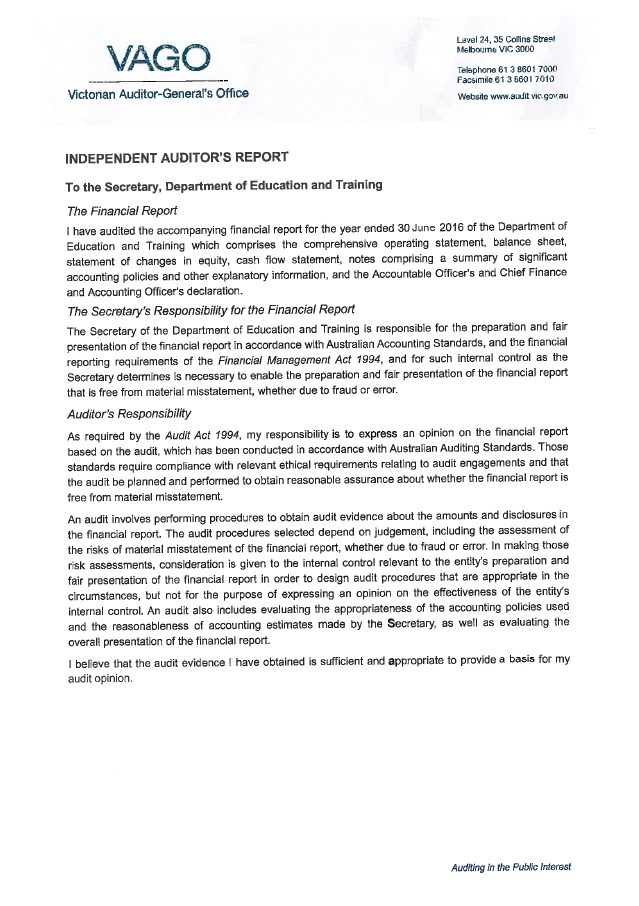 VAGO
Victorian Auditor-General's Office
Level 24, 35 Collins Street
Melbourne VIC 3000
Telephone 61 3 8601 7000
Facsimile 61 3 8601 7010
Website www.audit.vic.gov.au
INDEPENDENT AUDITOR'S REPORT
To the Secretary, Department of Education and Training
The Financial Report
I have audited the accompanying financial report for the year ended 30 June 2016 of the Department of
Education and Training which comprises the comprehensive operating statement, balance sheet,
statement of changes in equity, cash flow statement, notes comprising a summary of significant
accounting policies and other explanatory information, and the Accountable Officer's and Chief Finance
and Accounting Officer's declaration.
The Secretary's Responsibility for the Financial Report
The Secretary of the Department of Education and Training is responsible for the preparation and fair
presentation of the financial report in accordance with Australian Accounting Standards, and the financial
reporting requirements of the Financial Management Act 1994, and for such internal control as the
Secretary determines is necessary to enable the preparation and fair presentation of the financial report
that is free from material misstatement, whether due to fraud or error.
Auditor's Responsibility
As required by the Audit Act 1994, my responsibility is to express an opinion on the financial report
based on the audit, which has been conducted in accordance with Australian Auditing Standards. Those
standards require compliance with relevant ethical requirements relating to audit engagements and that
the audit be planned and performed to obtain reasonable assurance about whether the financial report is
free from material misstatement.
An audit involves performing procedures to obtain audit evidence about the amounts and disclosures in
the financial report. The audit procedures selected depend on judgement, including the assessment of
the risks of material misstatement of the financial report, whether due to fraud or error. In making those
risk assessments, consideration is given to the internal control relevant to the entity's preparation and
fair presentation of the financial report in order to design audit procedures that are appropriate in the
circumstances, but not for the purpose of expressing an opinion on the effectiveness of the entity's
internal control. An audit also includes evaluating the appropriateness of the accounting policies used
and the reasonableness of accounting estimates made by the Secretary, as well as evaluating the
overall presentation of the financial report.
I believe that the audit evidence I have obtained is sufficient and appropriate to provide a basis for my
audit opinion.
Auditing in the Public Interest